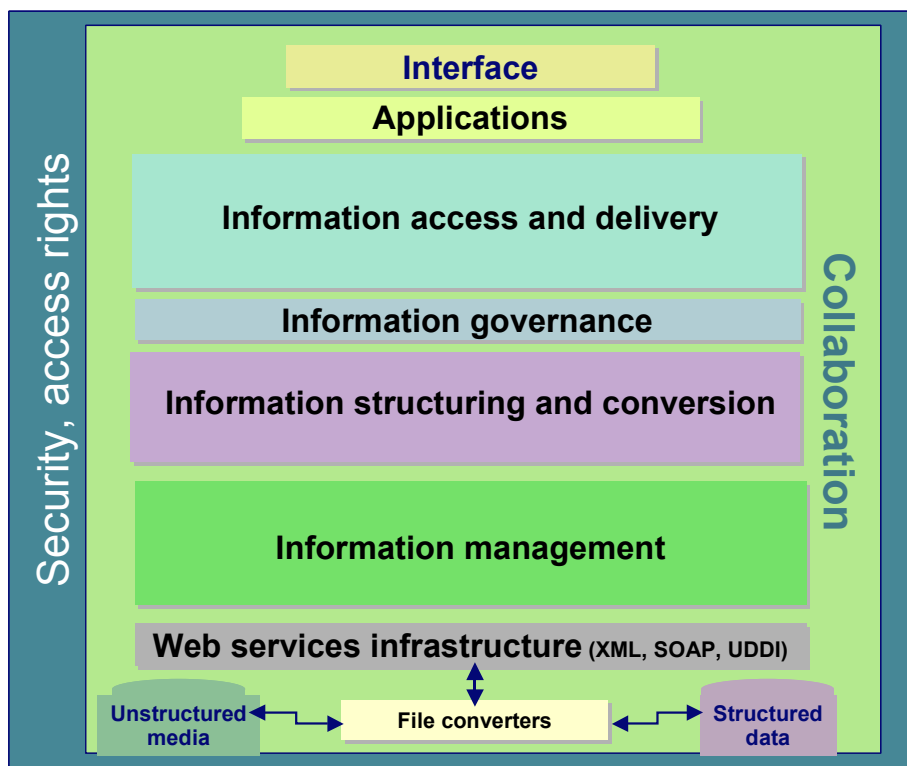 Security, access rights
Interface
Applications
Information access and delivery
Information governance
Information structuring and conversion
Information management
Web services infrastructure (XML, SOAP, UDDI)
Collaboration
Unstructured
media
File converters
Structured
data